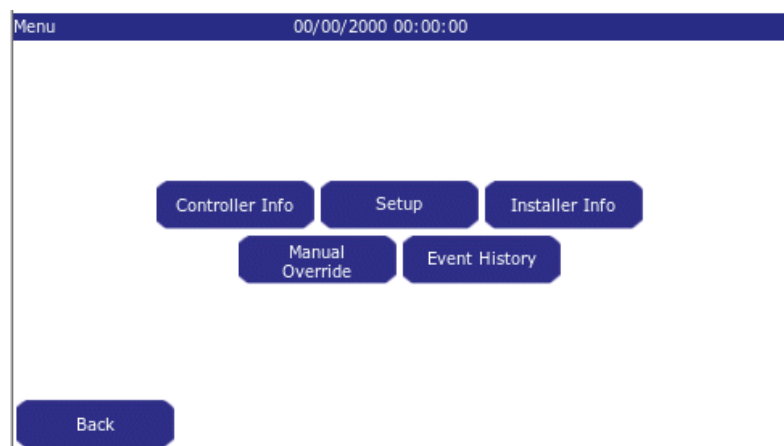 Menu 00/00/2000 00:00:00
Controller Info Setup Installer Info
Manual
Override
Event History
Back